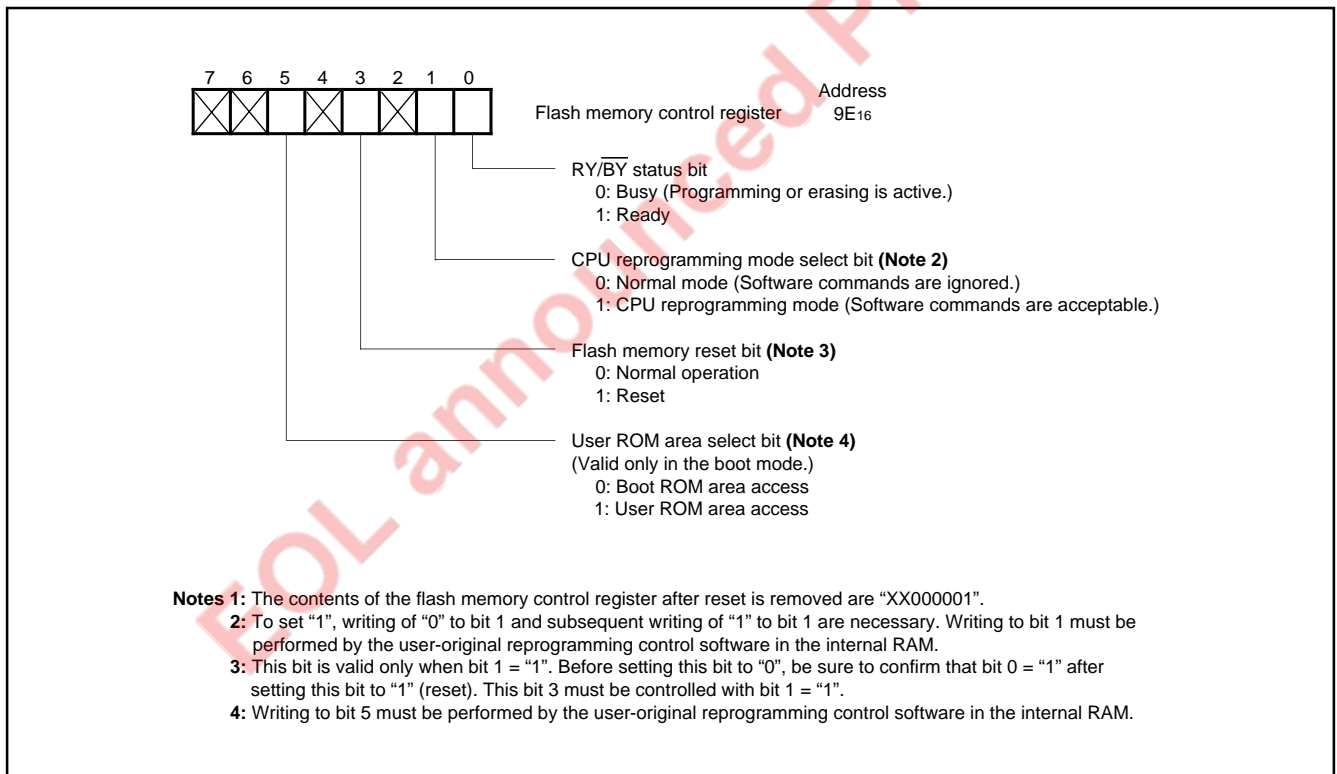 EOL announced Pr
7 6 5 4 3 2 1 0
Address
Flash memory control register 9E16
RY/BY status bit
0: Busy (Programming or erasing is active.)
1: Ready
CPU reprogramming mode select bit (Note 2)
0: Normal mode (Software commands are ignored.)
1: CPU reprogramming mode (Software commands are acceptable.)
Flash memory reset bit (Note 3)
0: Normal operation
1: Reset
User ROM area select bit (Note 4)
(Valid only in the boot mode.)
0: Boot ROM area access
1: User ROM area access
Notes 1: The contents of the flash memory control register after reset is removed are “XX000001”.
2: To set “1”, writing of “0” to bit 1 and subsequent writing of “1” to bit 1 are necessary. Writing to bit 1 must be
performed by the user-original reprogramming control software in the internal RAM.
3: This bit is valid only when bit 1 = “1”. Before setting this bit to “0”, be sure to confirm that bit 0 = “1” after
setting this bit to “1” (reset). This bit 3 must be controlled with bit 1 = “1”.
4: Writing to bit 5 must be performed by the user-original reprogramming control software in the internal RAM.